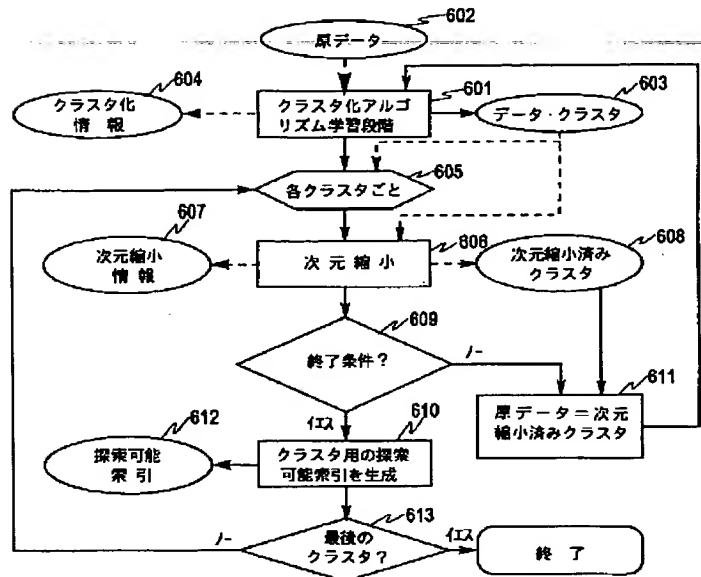 602
原データ
604
クラスタ化
情 報
601
クラスタ化アルゴ
リズム学習段階
603
データ・クラスタ
605
各クラスタごと
607
次元縮小
情 報
606
次 元 縮 小
608
次元縮小済み
クラスタ
609
終了条件?
ノー
611
原データ=次元
縮小済みクラスタ
イエス
612
探索可能
索 引
610
クラスタ用の探索
可能索引を生成
613
最後の
クラスタ?
ノー
イエス
終 了